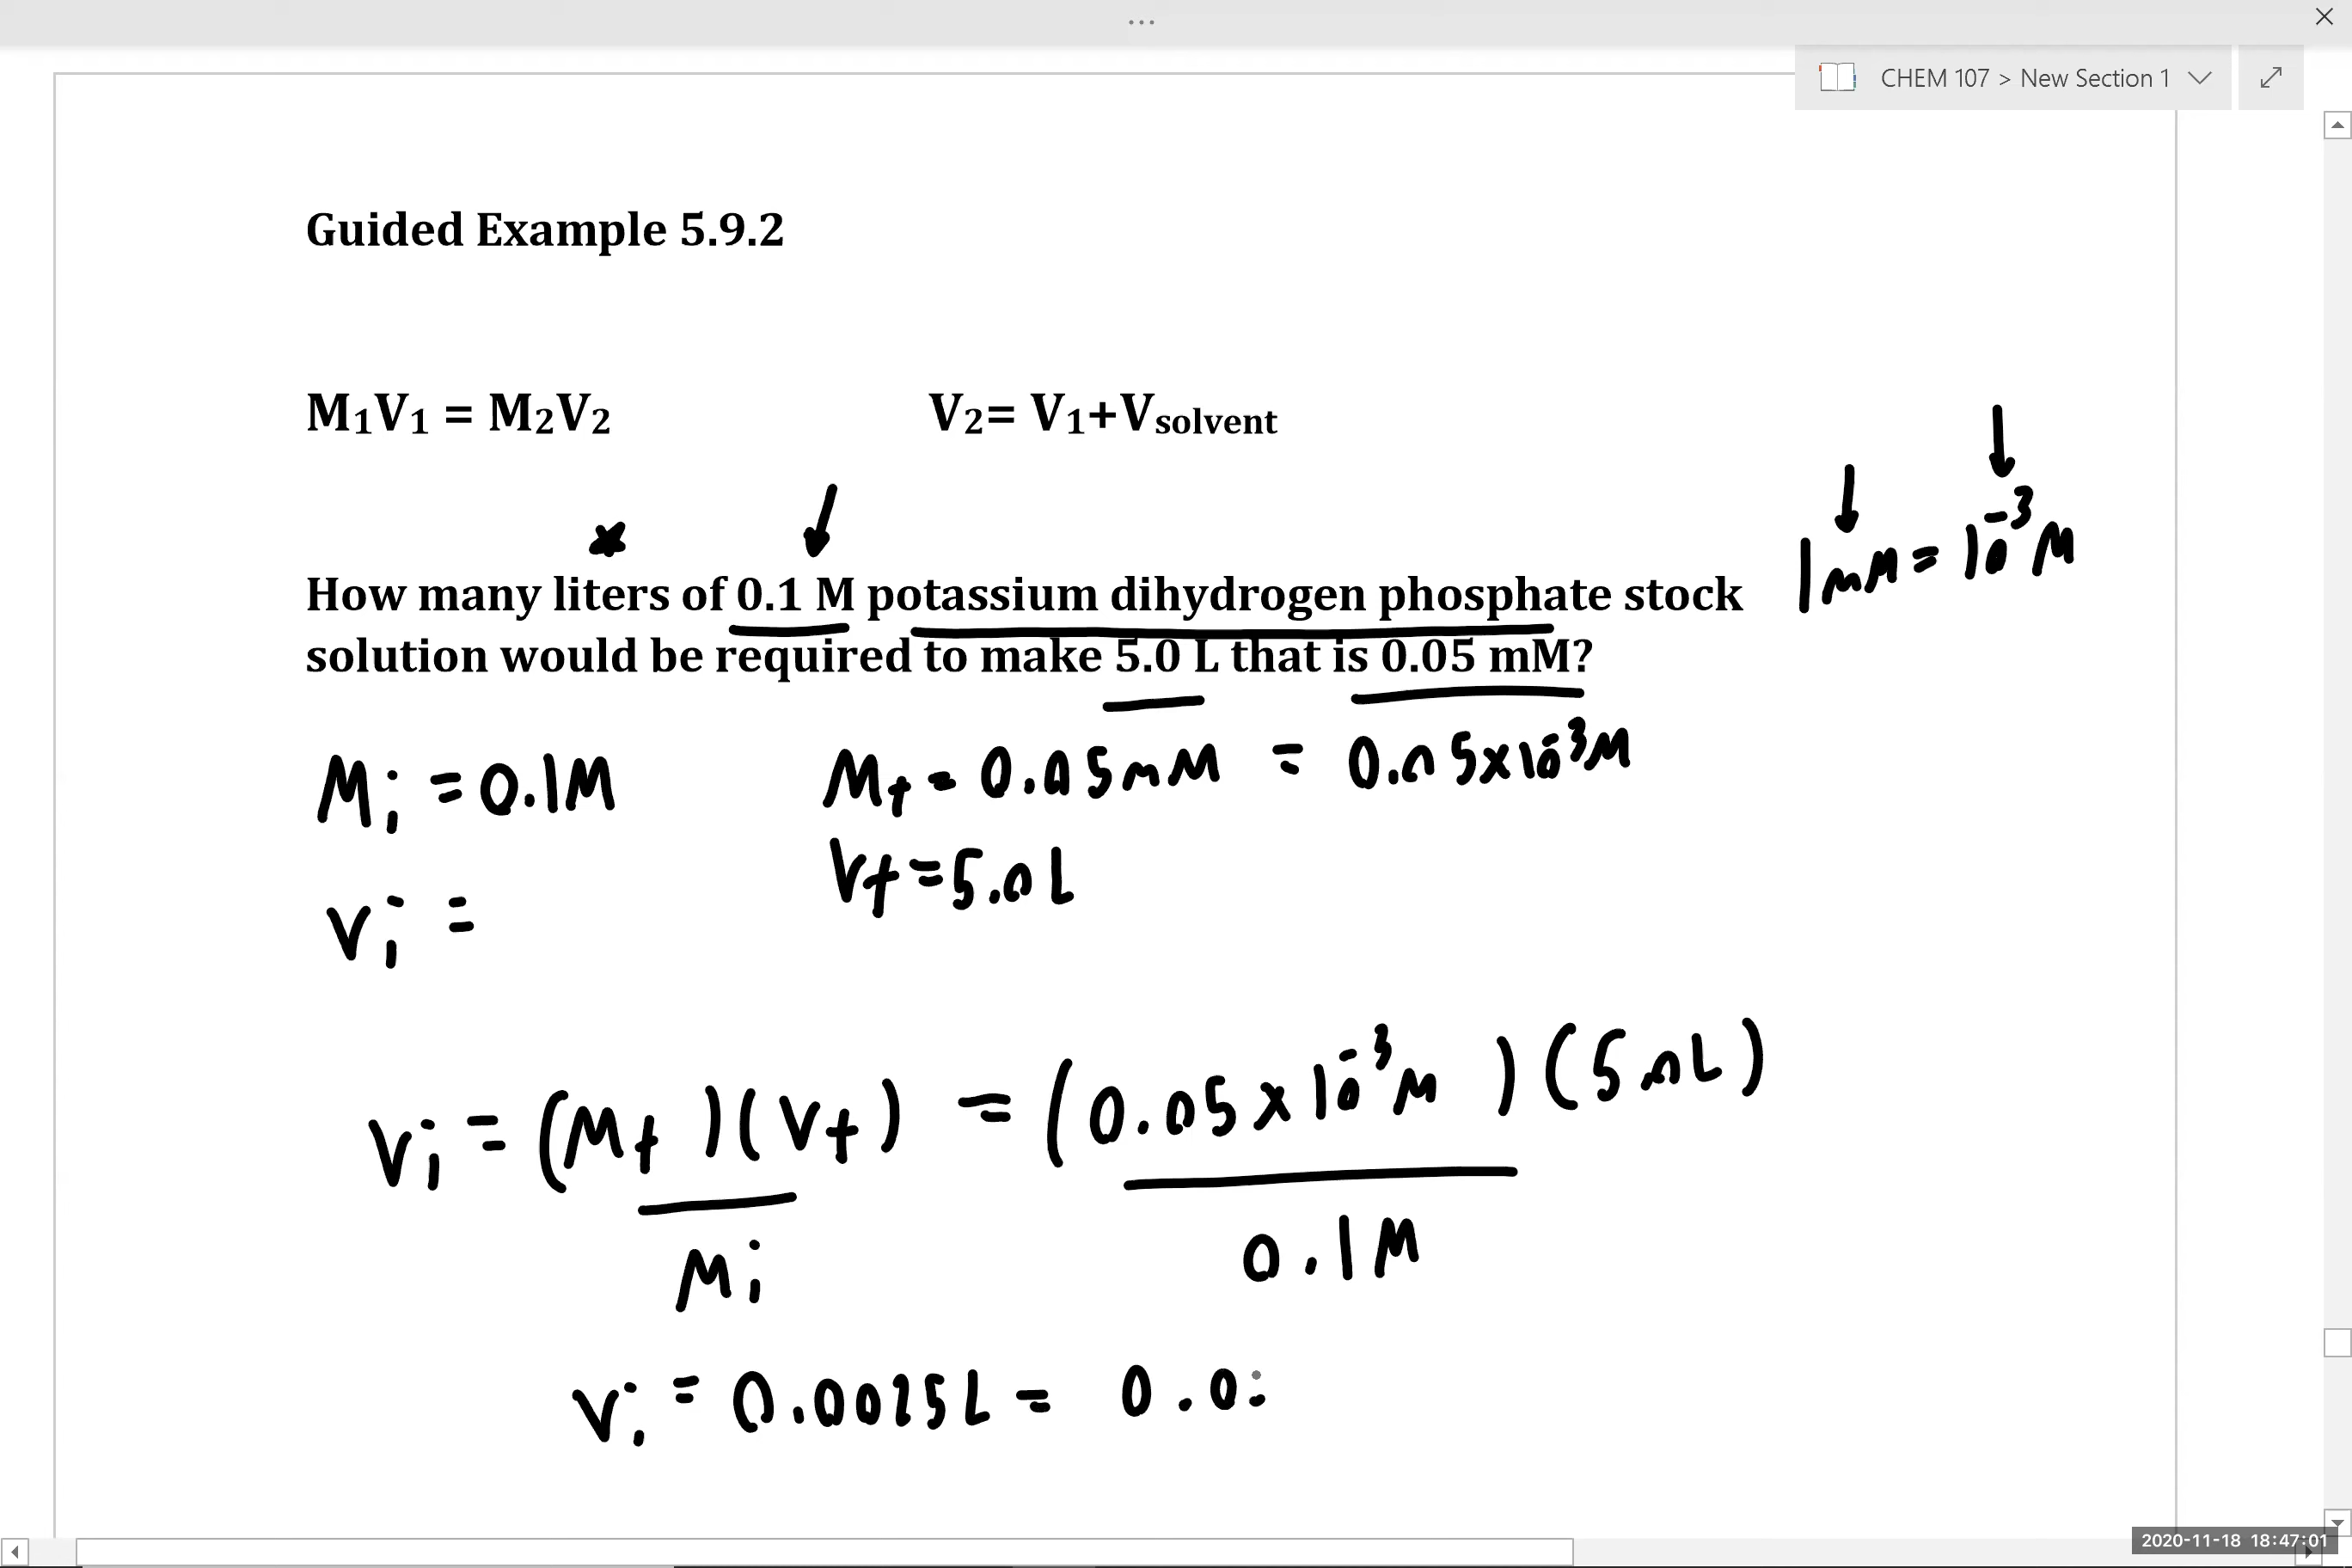 CHEM 107 > New Section 1
Guided Example 5.9.2
M₁V₁ = M₂V₂
V₂= V₁+Vsolvent
1mM = 10⁻³M
How many liters of 0.1 M potassium dihydrogen phosphate stock
solution would be required to make 5.0 L that is 0.05 mM?
Mi = 0.1M
Mf = 0.05mM = 0.05x10⁻³M
Vi =
Vf = 5.0L
Vi = (Mf)(Vf) / Mi = (0.05x10⁻³M)(5.0L) / 0.1M
Vi = 0.0025L = 0.0
2020-11-18 18:47:01